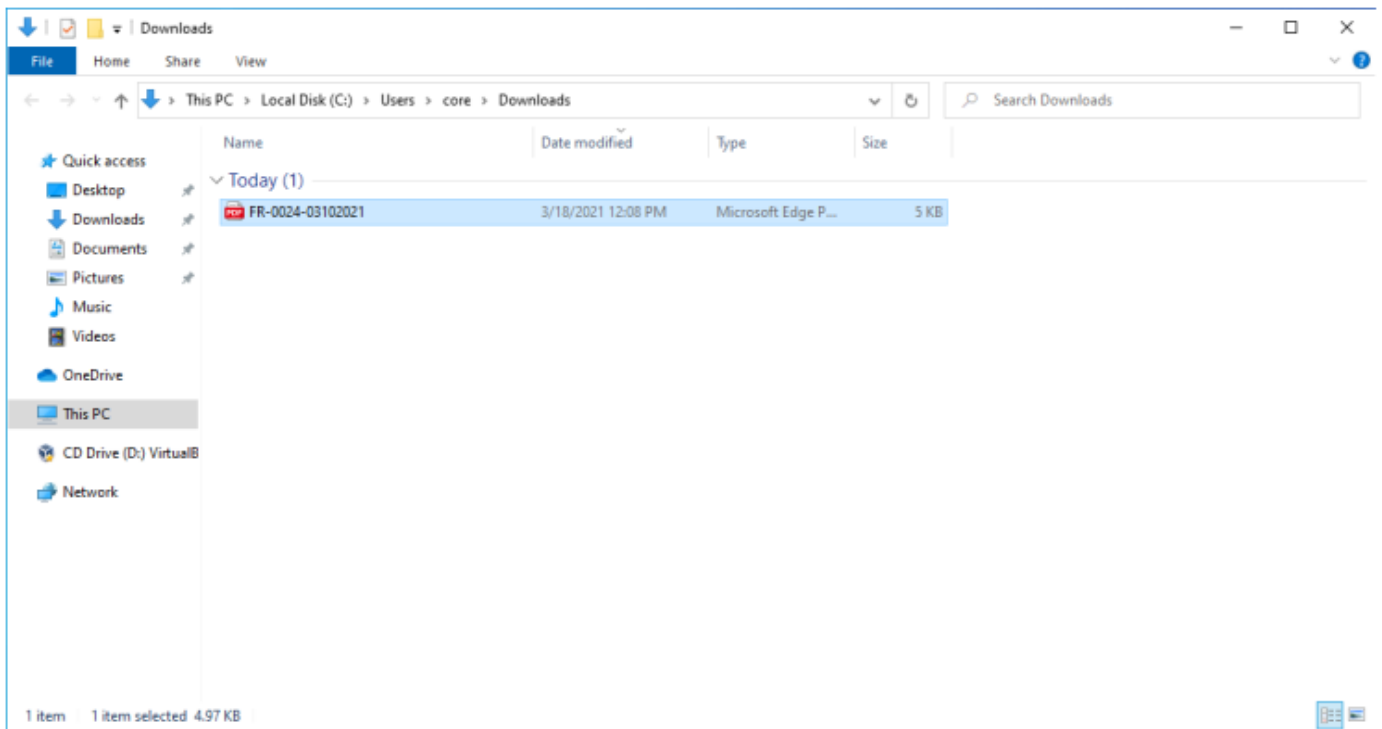 Downloads
File Home Share View
This PC > Local Disk (C:) > Users > core > Downloads
Search Downloads
Name Date modified Type Size
Quick access
Desktop
Downloads
Documents
Pictures
Music
Videos
OneDrive
This PC
CD Drive (D:) VirtualB
Network
Today (1)
PDF FR-0024-03102021 3/18/2021 12:08 PM Microsoft Edge P... 5 KB
1 item 1 item selected 4.97 KB